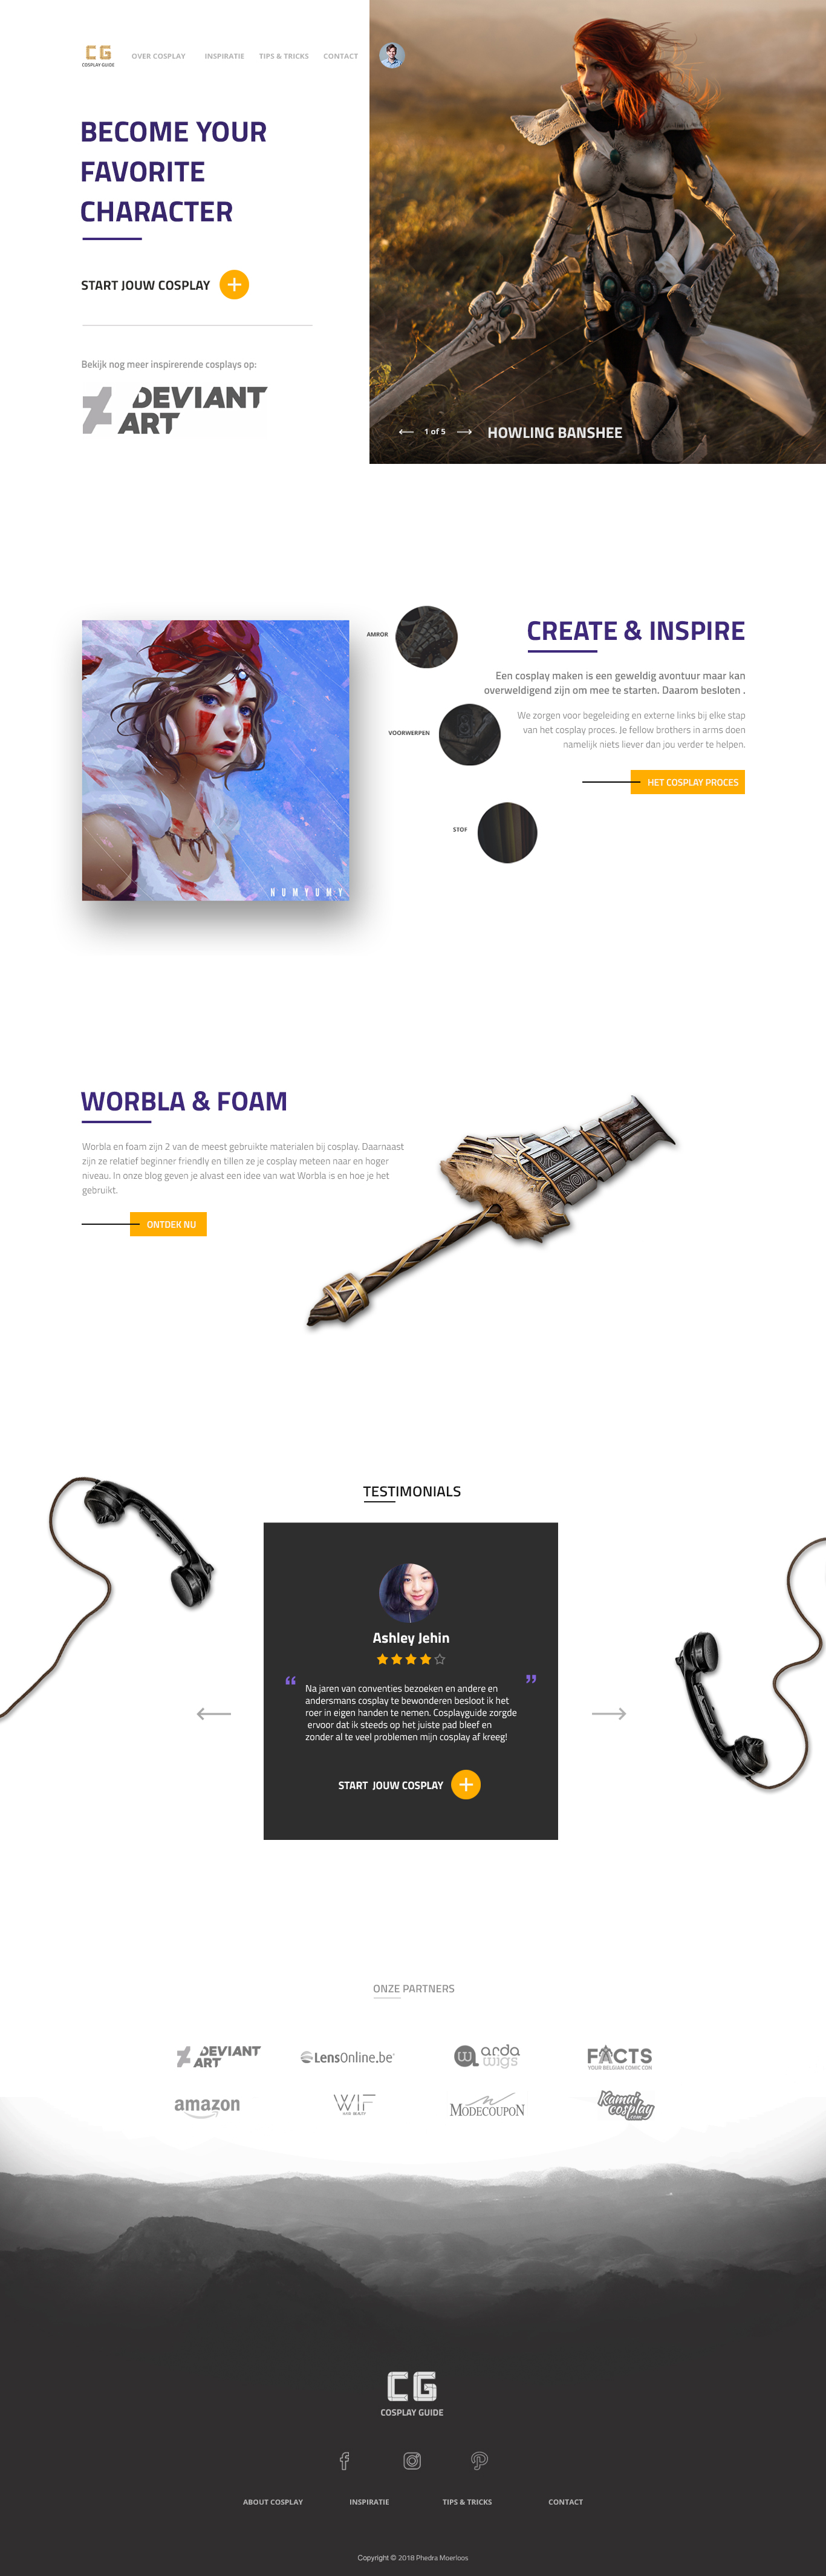 CG
COSPLAY GUIDE
OVER COSPLAY
INSPIRATIE
TIPS & TRICKS
CONTACT
BECOME YOUR
FAVORITE
CHARACTER
START JOUW COSPLAY
Bekijk nog meer inspirerende cosplays op:
DEVIANT
ART
1 of 5
HOWLING BANSHEE
NUMYUMY
AMROR
VOORWERPEN
STOF
CREATE & INSPIRE
Een cosplay maken is een geweldig avontuur maar kan
overweldigend zijn om mee te starten. Daarom besloten .
We zorgen voor begeleiding en externe links bij elke stap
van het cosplay proces. Je fellow brothers in arms doen
namelijk niets liever dan jou verder te helpen.
HET COSPLAY PROCES
WORBLA & FOAM
Worbla en foam zijn 2 van de meest gebruikte materialen bij cosplay. Daarnaast
zijn ze relatief beginner friendly en tillen ze je cosplay meteen naar en hoger
niveau. In onze blog geven je alvast een idee van wat Worbla is en hoe je het
gebruikt.
ONTDEK NU
TESTIMONIALS
Ashley Jehin
“ ”
Na jaren van conventies bezoeken en andere en
andersmans cosplay te bewonderen besloot ik het
roer in eigen handen te nemen. Cosplayguide zorgde
ervoor dat ik steeds op het juiste pad bleef en
zonder al te veel problemen mijn cosplay af kreeg!
START JOUW COSPLAY
ONZE PARTNERS
DEVIANT
ART
LensOnline.be
arda
wigs
FACTS
YOUR BELGIAN COMIC CON
amazon
WIF
MODECOUPON
Kamui
cosplay
.com
CG
COSPLAY GUIDE
ABOUT COSPLAY
INSPIRATIE
TIPS & TRICKS
CONTACT
Copyright © 2018 Phedra Moerloos